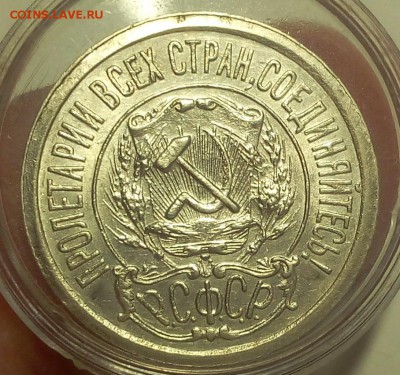 COINS.LAVE.RU
ПРОЛЕТАРИИ ВСЕХ СТРАН, СОЕДИНЯЙТЕСЬ!
Р.С.Ф.С.Р.